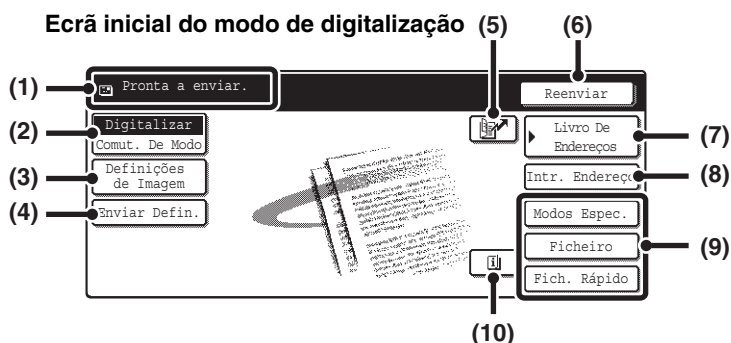 Ecrã inicial do modo de digitalização
(5)
(6)
(1)
Pronta a enviar.
Reenviar
(2)
Digitalizar
Comut. De Modo
Livro De
Endereços
(7)
(3)
Definições
de Imagem
Intr. Endereço
(8)
(4)
Enviar Defin.
Modos Espec.
Ficheiro
(9)
Fich. Rápido
(10)